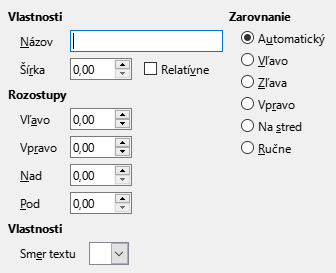 Vlastnosti
Názov
Šírka 0,00 Relatívne
Rozostupy
Vľavo 0,00
Vpravo 0,00
Nad 0,00
Pod 0,00
Vlastnosti
Smer textu
Zarovnanie
Automatický
Vľavo
Zľava
Vpravo
Na stred
Ručne